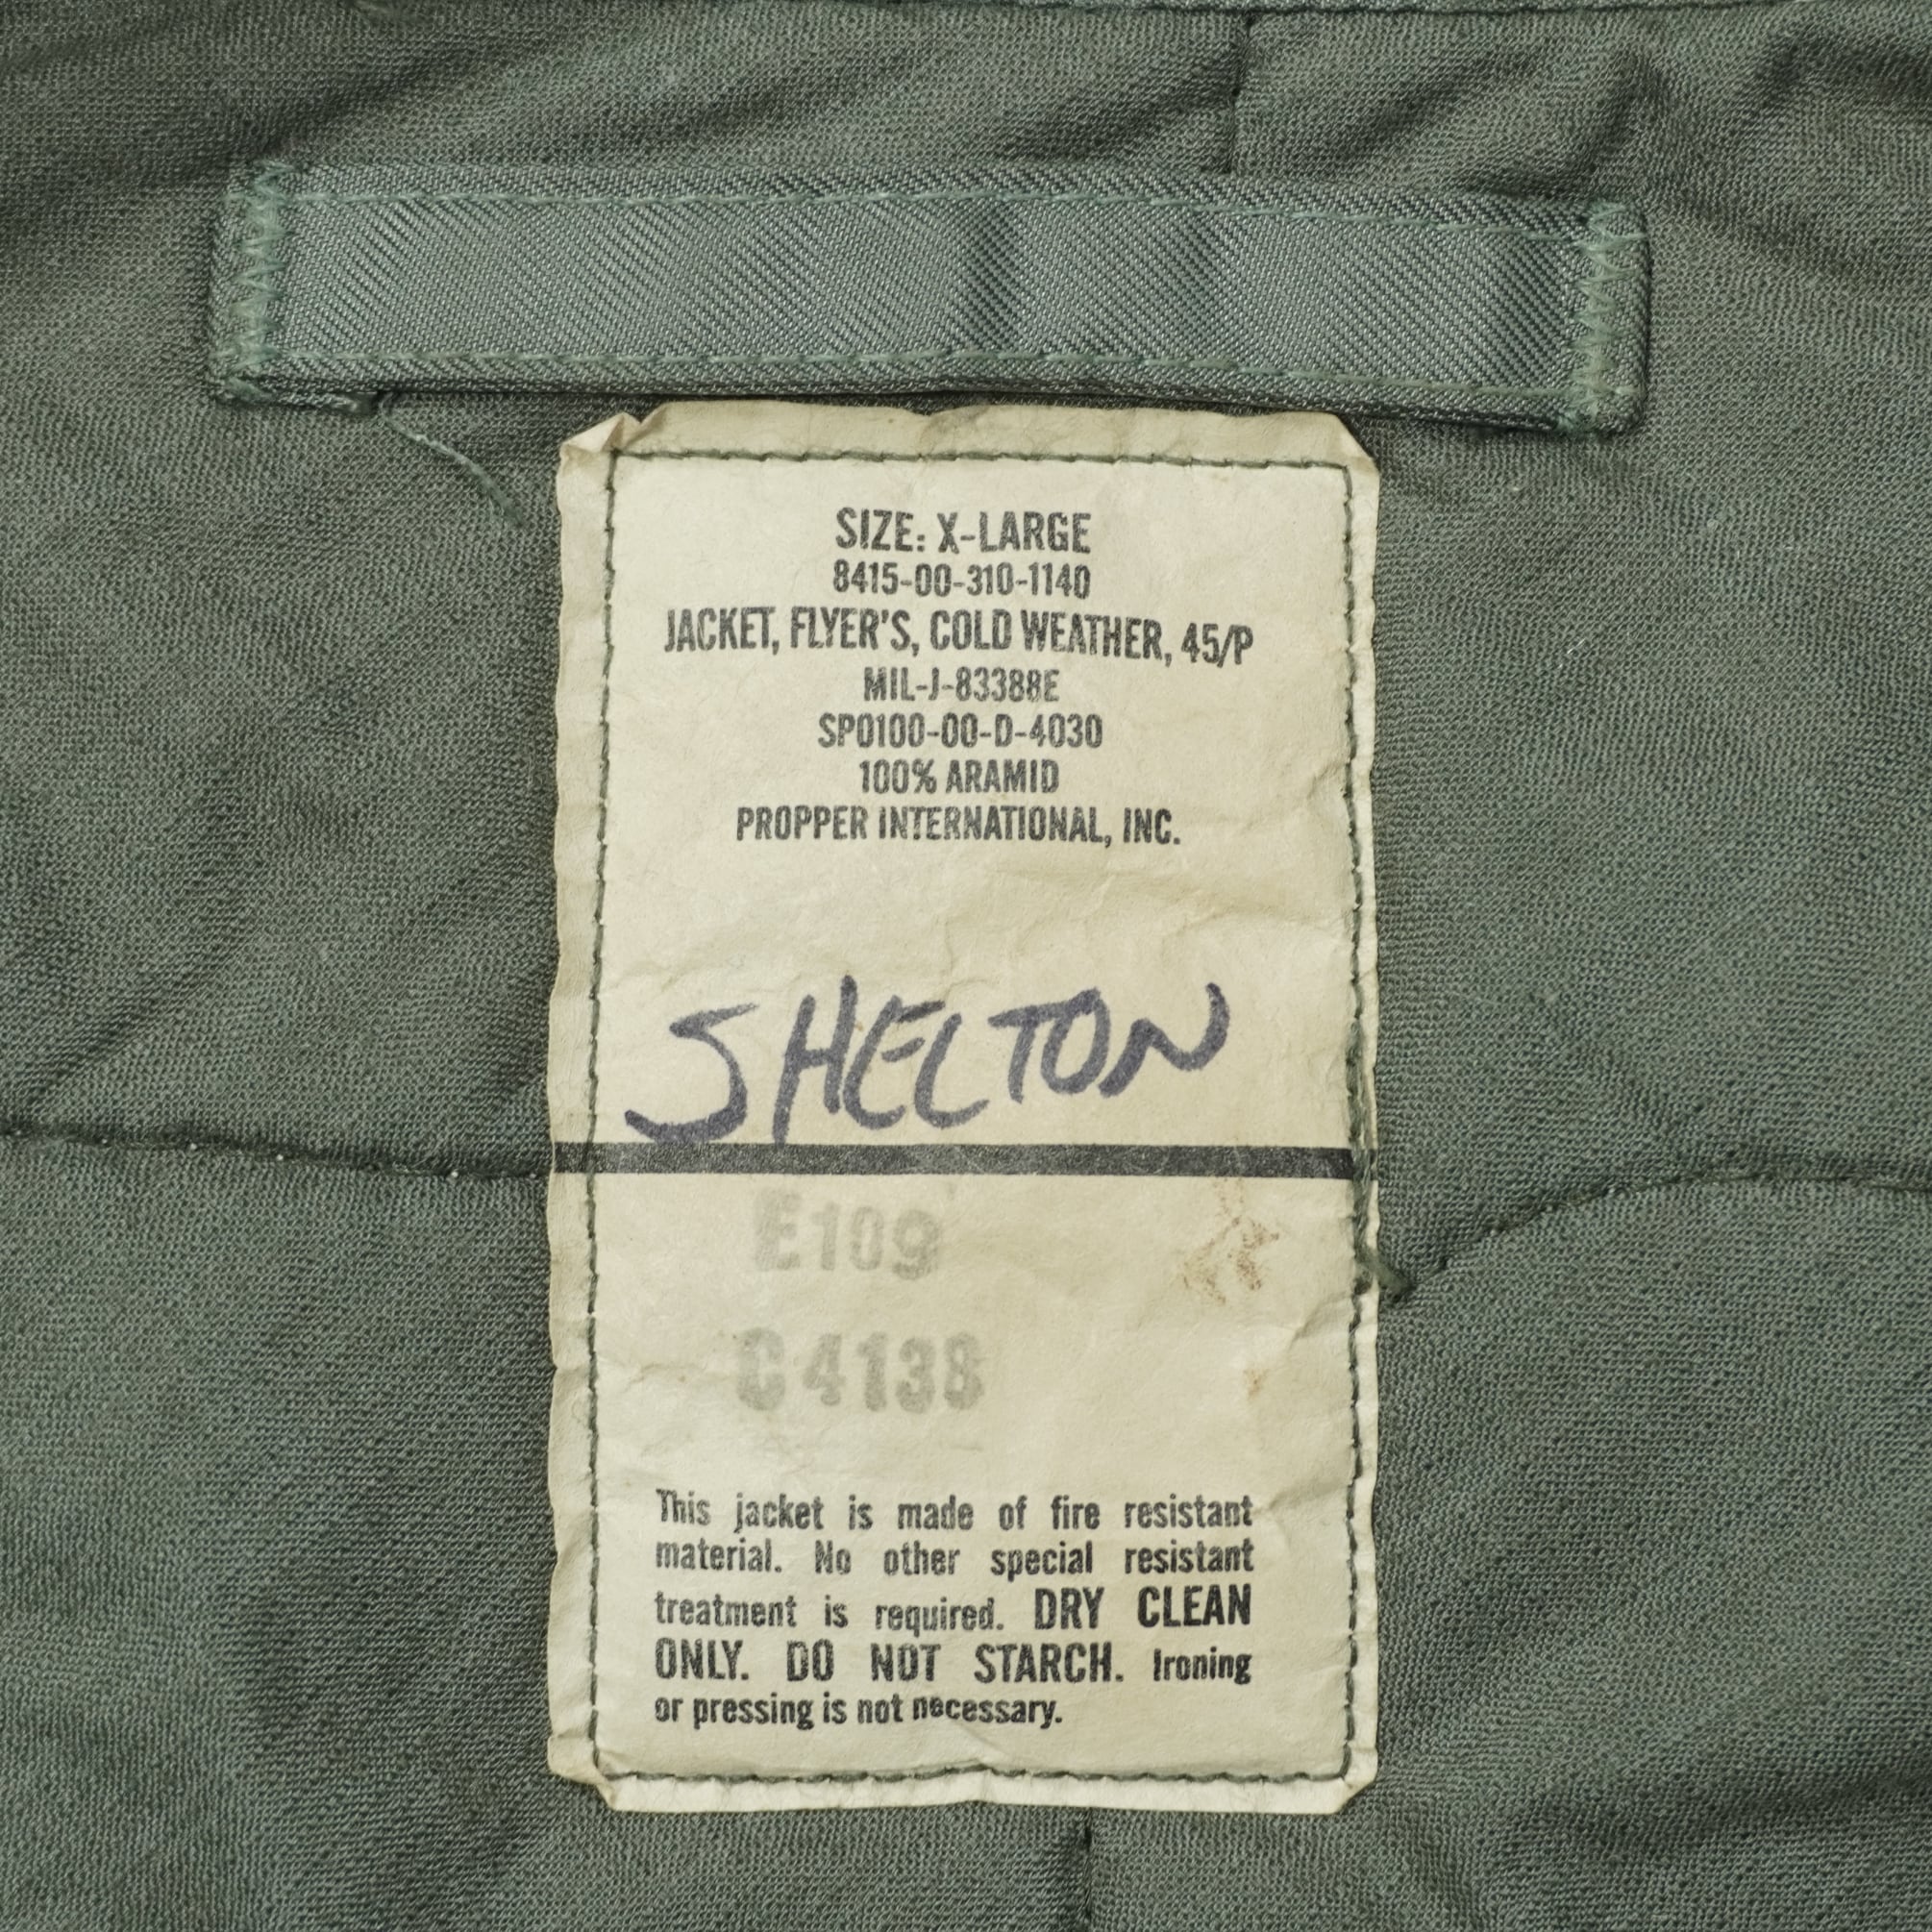 SIZE: X-LARGE
8415-00-310-1140
JACKET, FLYER'S, COLD WEATHER, 45/P
MIL-J-83388E
SP0100-00-D-4030
100% ARAMID
PROPPER INTERNATIONAL, INC.
SHELTON
E109
C4138
This jacket is made of fire resistant
material. No other special resistant
treatment is required. DRY CLEAN
ONLY. DO NOT STARCH. Ironing
or pressing is not necessary.